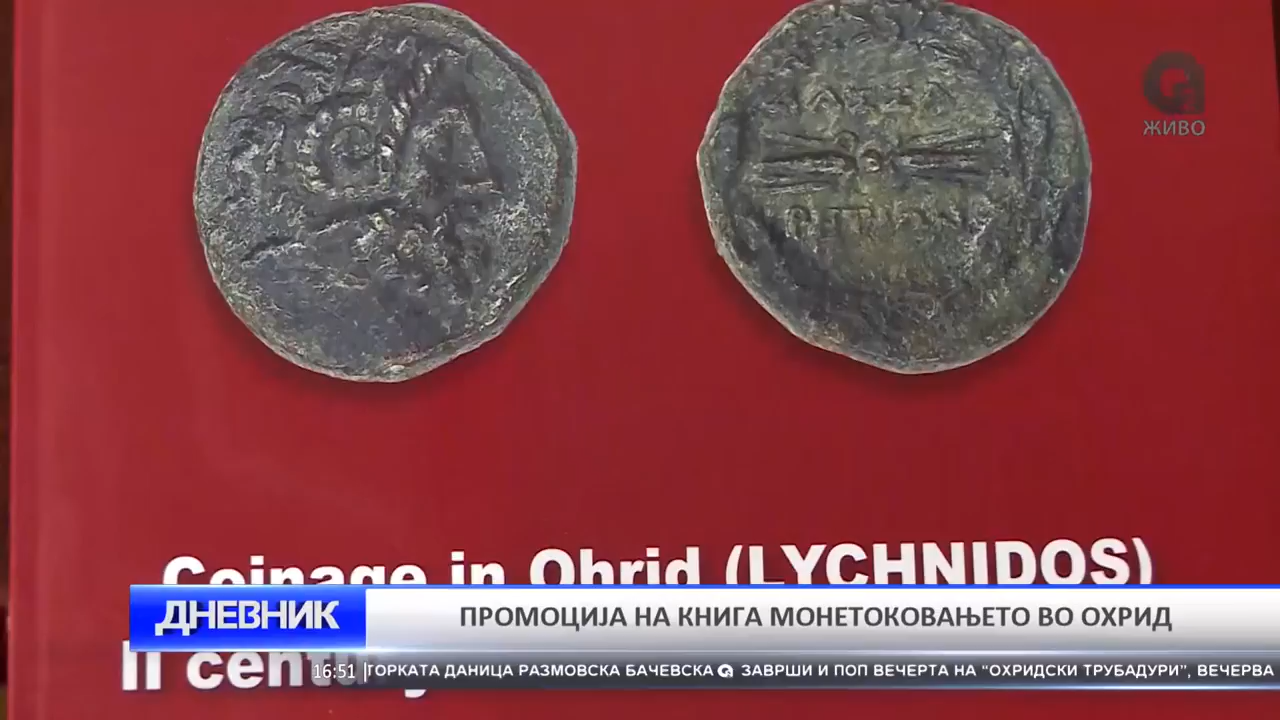 ЖИВО
Coinage in Ohrid (LYCHNIDOS)
ДНЕВНИК
ПРОМОЦИЈА НА КНИГА МОНЕТОКОВАЊЕТО ВО ОХРИД
II
16:51 ГОРКАТА ДАНИЦА РАЗМОВСКА БАЧЕВСКА ЗАВРШИ И ПОП ВЕЧЕРТА НА “ОХРИДСКИ ТРУБАДУРИ”, ВЕЧЕРВА